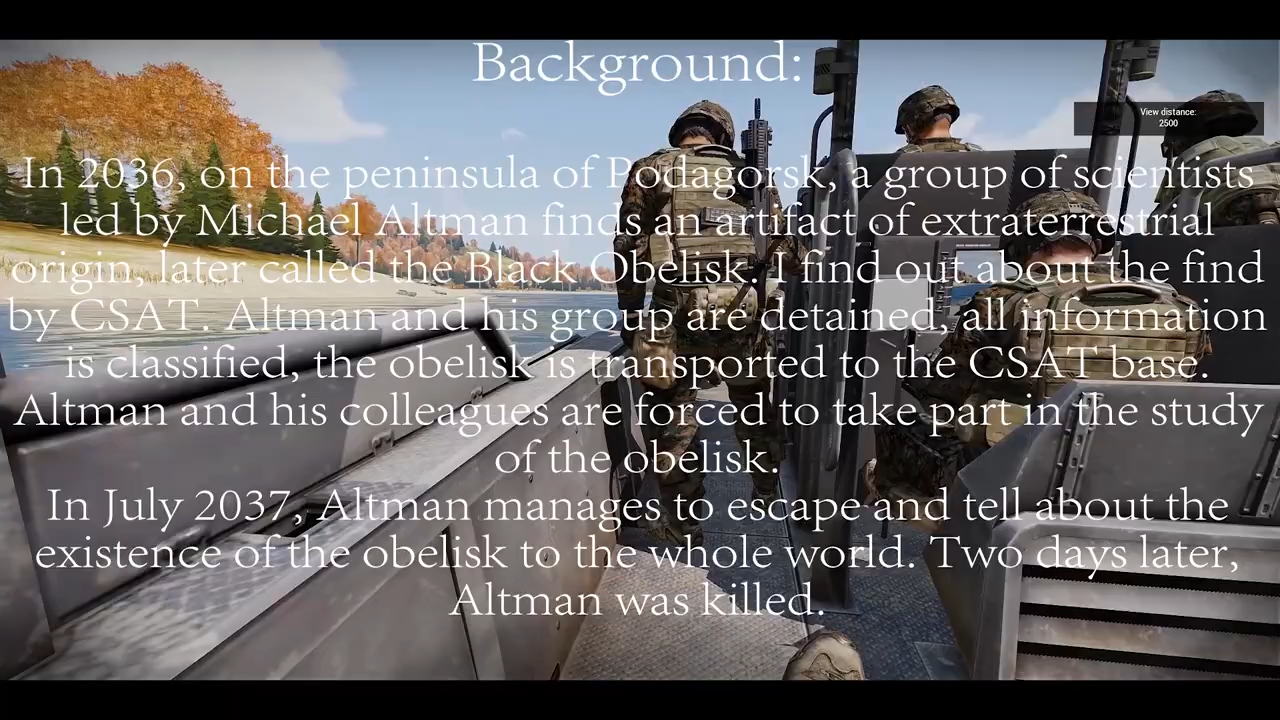 Background:
View distance:
2500
In 2036, on the peninsula of Podagorsk, a group of scientists
led by Michael Altman finds an artifact of extraterrestrial
origin, later called the Black Obelisk. I find out about the find
by CSAT. Altman and his group are detained, all information
is classified, the obelisk is transported to the CSAT base.
Altman and his colleagues are forced to take part in the study
of the obelisk.
In July 2037, Altman manages to escape and tell about the
existence of the obelisk to the whole world. Two days later,
Altman was killed.